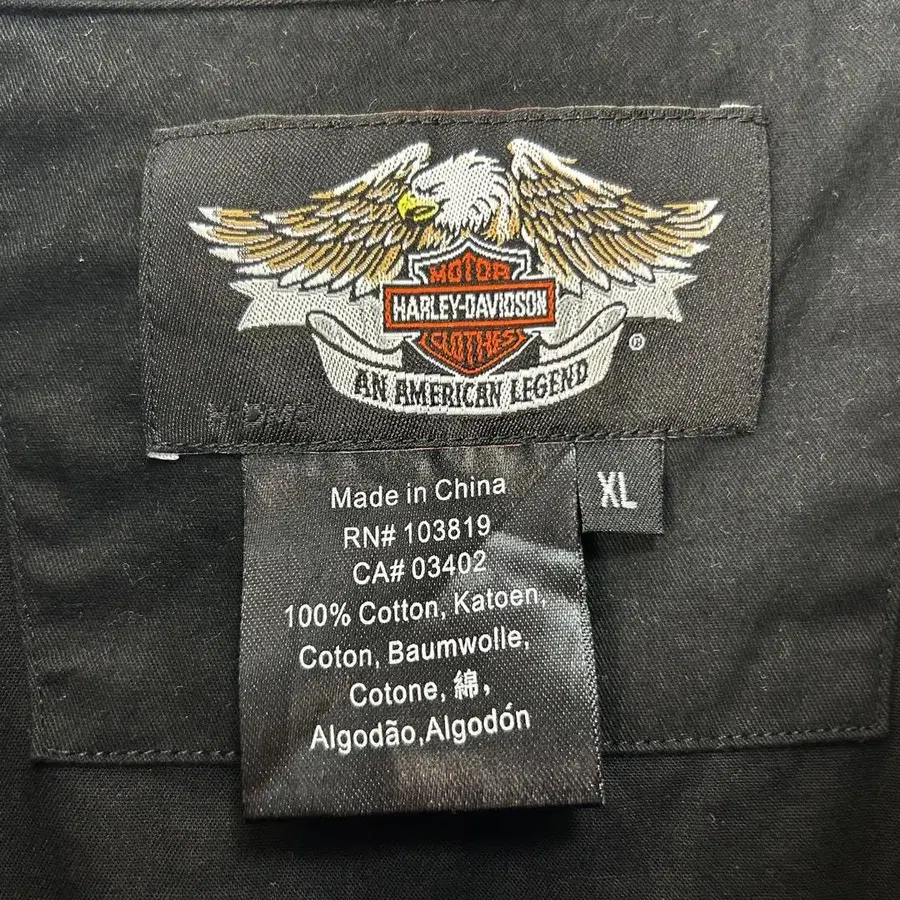 MOTOR
HARLEY-DAVIDSON
CLOTHES
®
AN AMERICAN LEGEND
XL
Made in China
RN# 103819
CA# 03402
100% Cotton, Katoen,
Coton, Baumwolle,
Cotone, 綿,
Algodão,Algodón